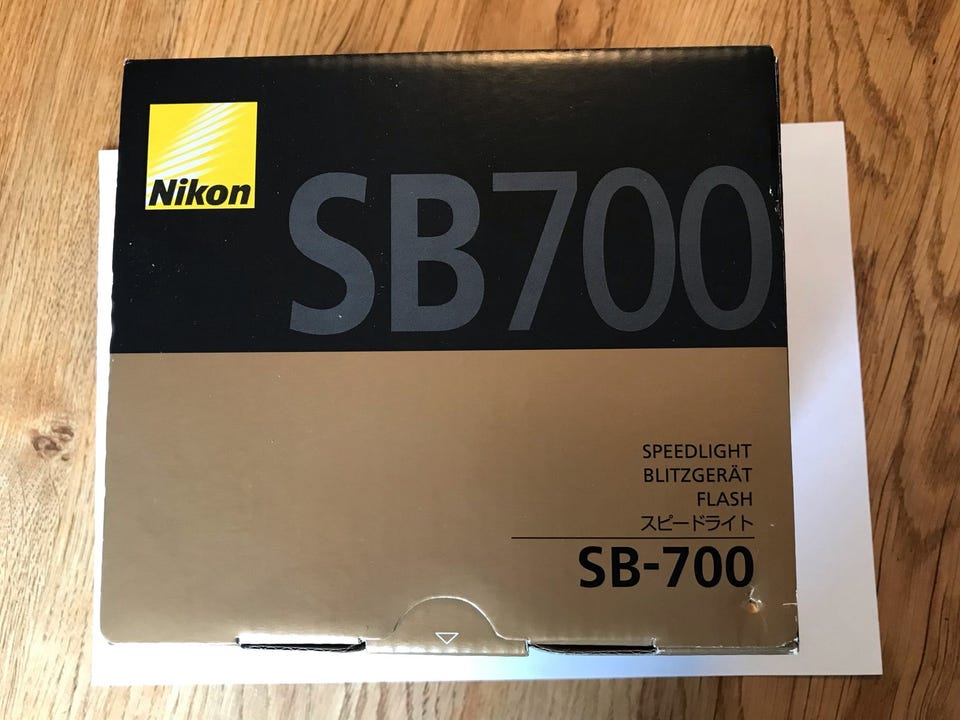 Nikon
SB700
SPEEDLIGHT
BLITZGERÄT
FLASH
スピードライト
SB-700